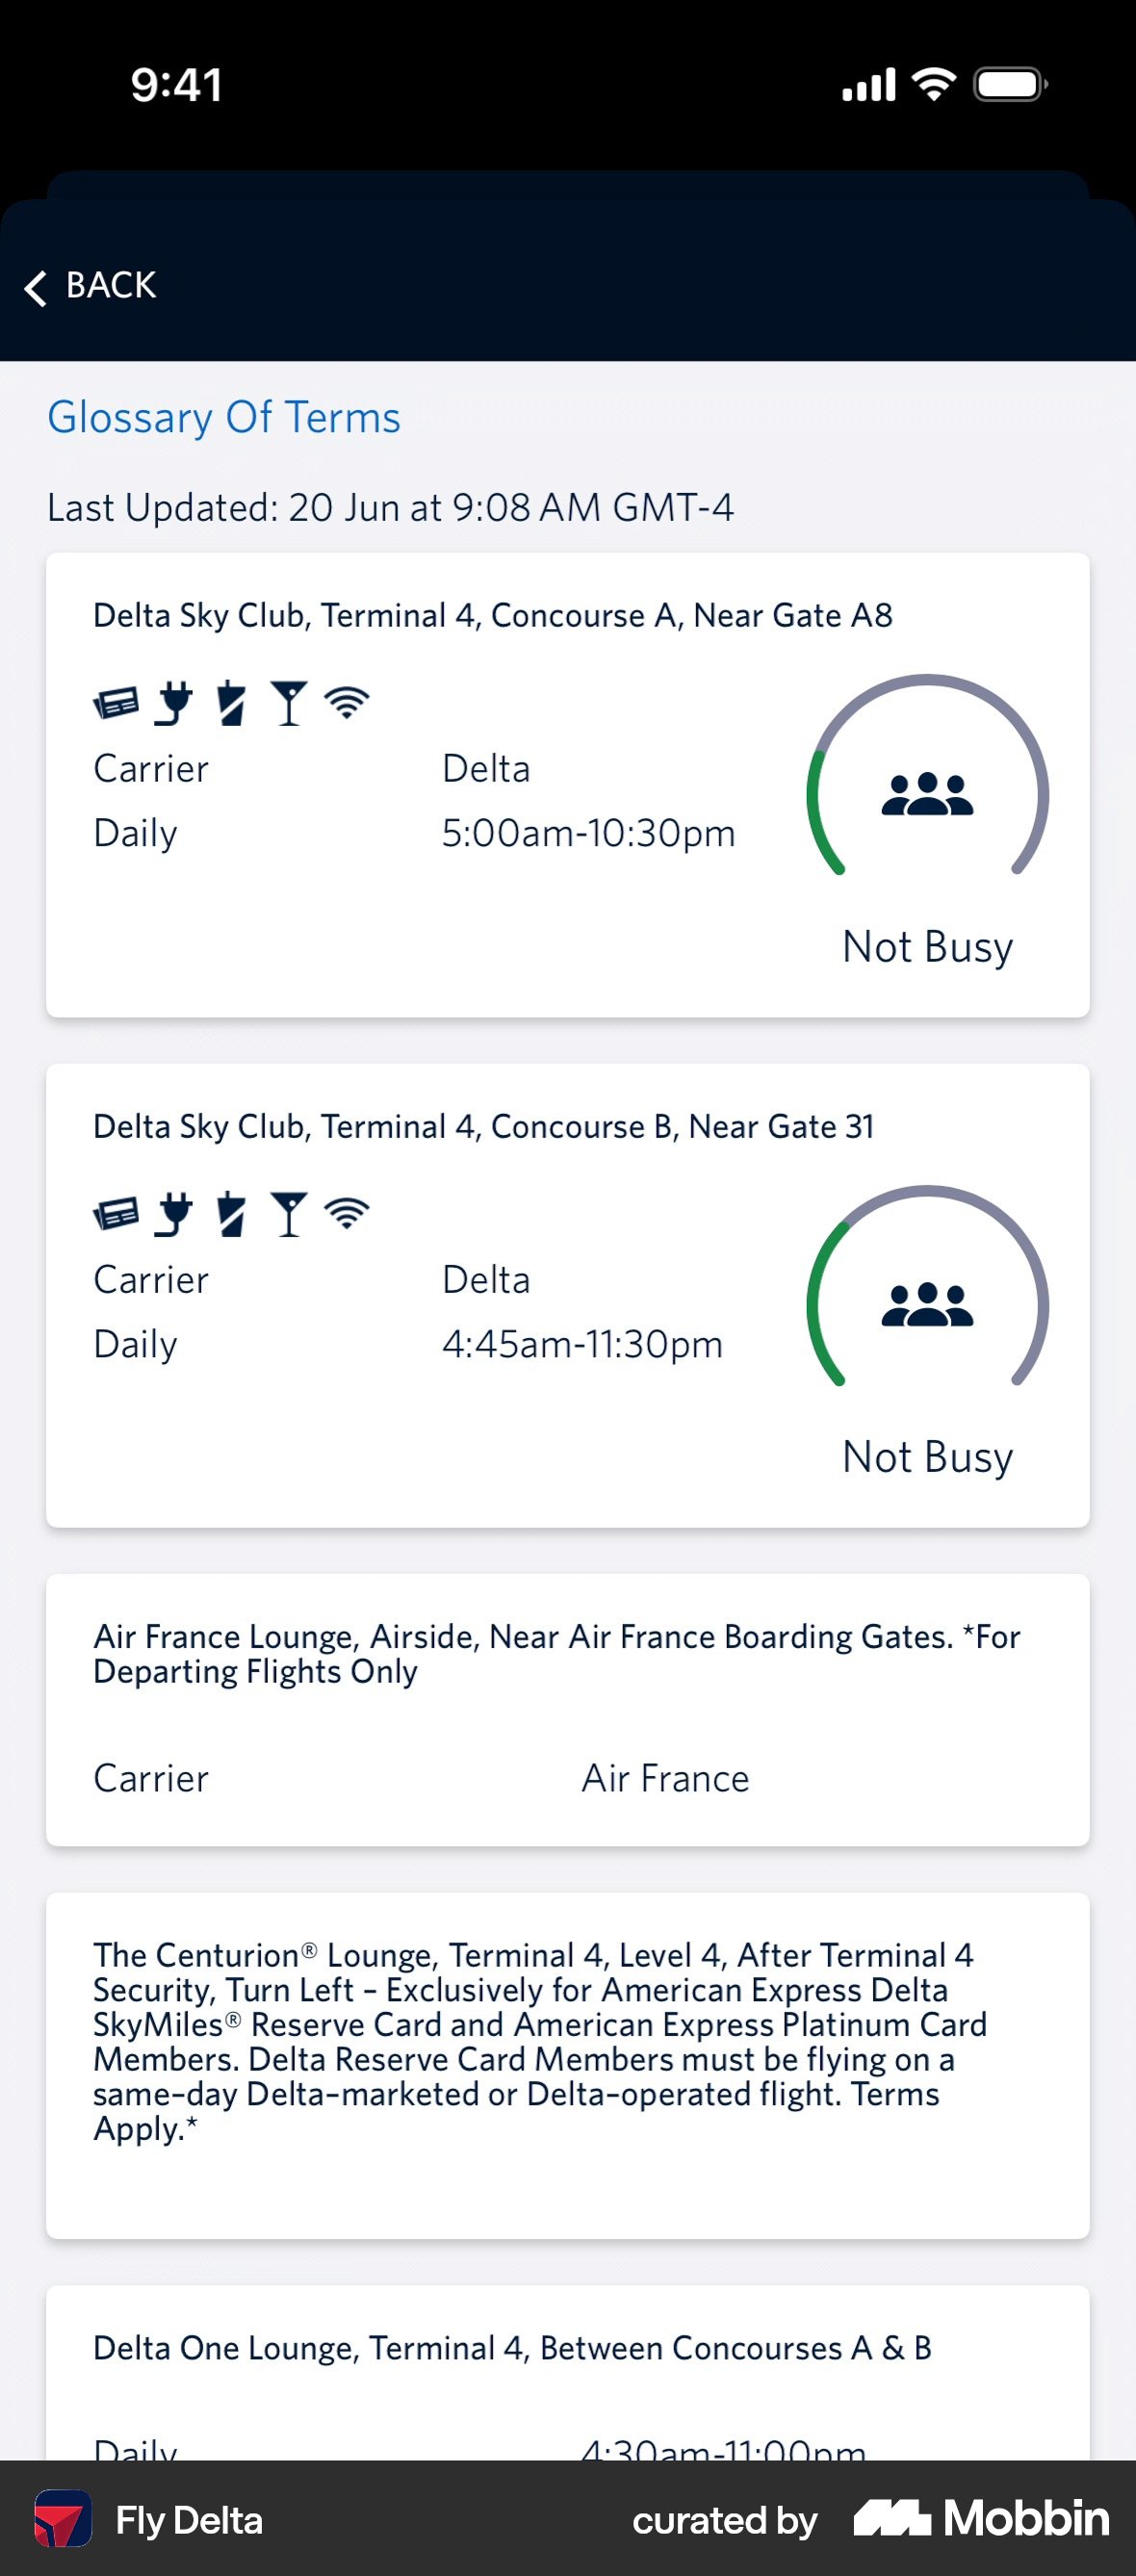 9:41
BACK
Glossary Of Terms
Last Updated: 20 Jun at 9:08 AM GMT-4
Delta Sky Club, Terminal 4, Concourse A, Near Gate A8
Carrier Delta
Daily 5:00am-10:30pm
Not Busy
Delta Sky Club, Terminal 4, Concourse B, Near Gate 31
Carrier Delta
Daily 4:45am-11:30pm
Not Busy
Air France Lounge, Airside, Near Air France Boarding Gates. *For
Departing Flights Only
Carrier Air France
The Centurion® Lounge, Terminal 4, Level 4, After Terminal 4
Security, Turn Left – Exclusively for American Express Delta
SkyMiles® Reserve Card and American Express Platinum Card
Members. Delta Reserve Card Members must be flying on a
same-day Delta-marketed or Delta-operated flight. Terms
Apply.*
Delta One Lounge, Terminal 4, Between Concourses A & B
Daily 4:30am-11:00pm
Fly Delta
curated by Mobbin